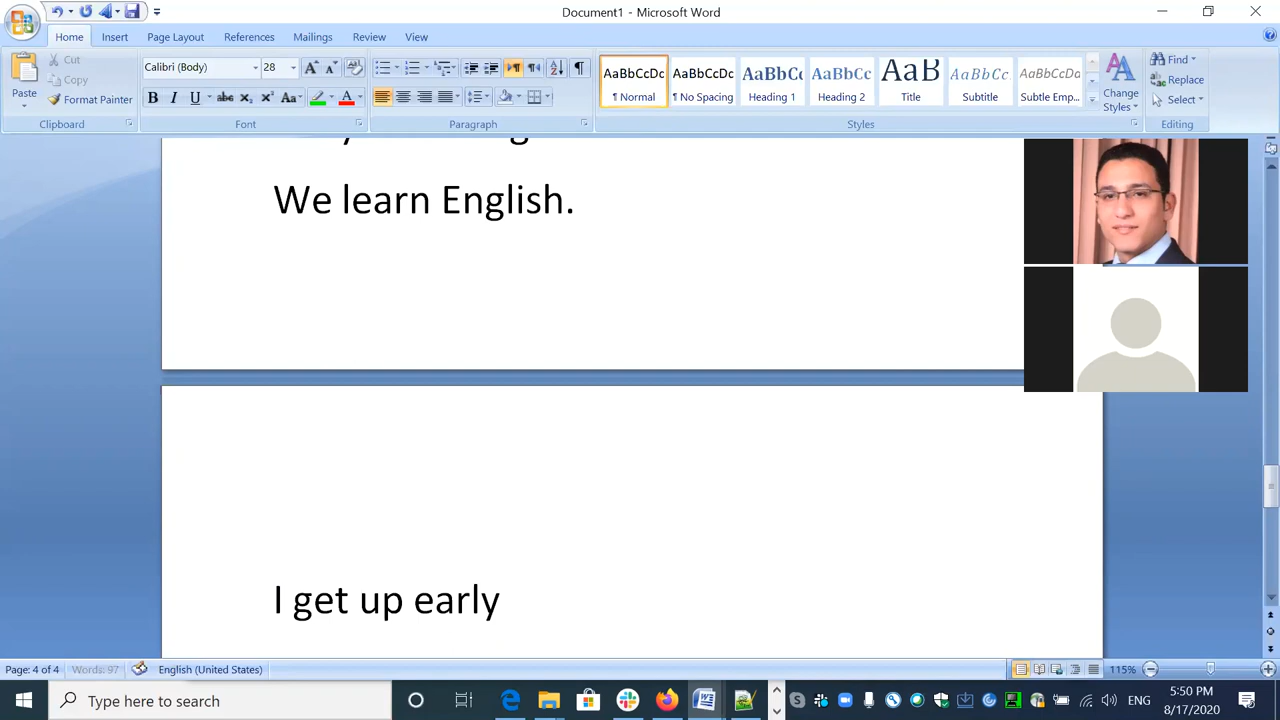 Document1 - Microsoft Word
Home Insert Page Layout References Mailings Review View
Paste
Cut
Copy
Format Painter
Clipboard
Calibri (Body) 28
Font
Paragraph
AaBbCcDc AaBbCcDc AaBbCc AaBbCc AaB AaBbCc AaBbCcDc
¶ Normal ¶ No Spacing Heading 1 Heading 2 Title Subtitle Subtle Emp...
Change Styles
Styles
Find
Replace
Select
Editing
We learn English.
I get up early
Page: 4 of 4 Words: 97 English (United States) 115%
Type here to search
ENG
5:50 PM
8/17/2020